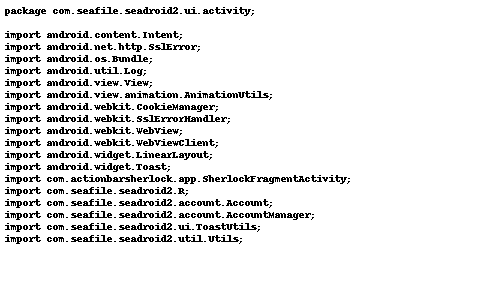 package com.seafile.seadroid2.ui.activity;
import android.content.Intent;
import android.net.http.SslError;
import android.os.Bundle;
import android.util.Log;
import android.view.View;
import android.view.animation.AnimationUtils;
import android.webkit.CookieManager;
import android.webkit.SslErrorHandler;
import android.webkit.WebView;
import android.webkit.WebViewClient;
import android.widget.LinearLayout;
import android.widget.Toast;
import com.actionbarsherlock.app.SherlockFragmentActivity;
import com.seafile.seadroid2.R;
import com.seafile.seadroid2.account.Account;
import com.seafile.seadroid2.account.AccountManager;
import com.seafile.seadroid2.ui.ToastUtils;
import com.seafile.seadroid2.util.Utils;